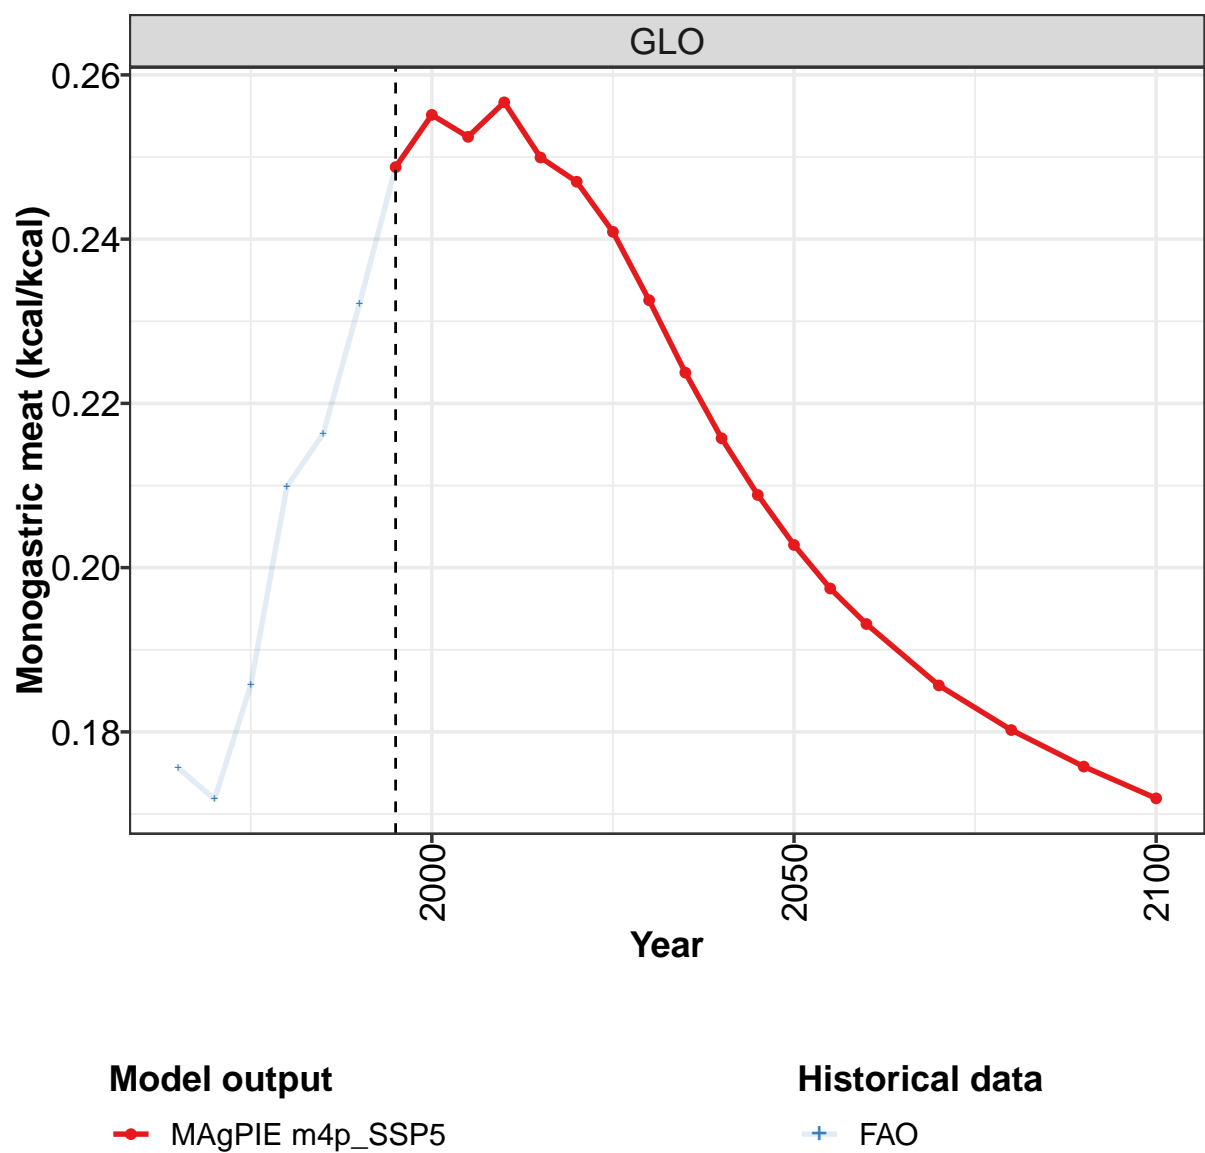 GLO
Monogastric meat (kcal/kcal)
0.26
0.24
0.22
0.20
0.18
2000
2050
2100
Year
Model output
MAgPIE m4p_SSP5
Historical data
FAO